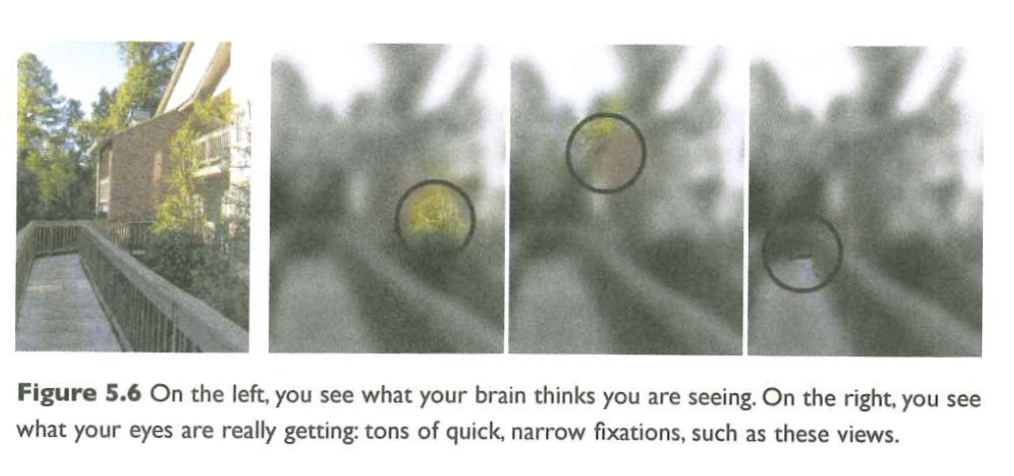 Figure 5.6 On the left, you see what your brain thinks you are seeing. On the right, you see
what your eyes are really getting: tons of quick, narrow fixations, such as these views.